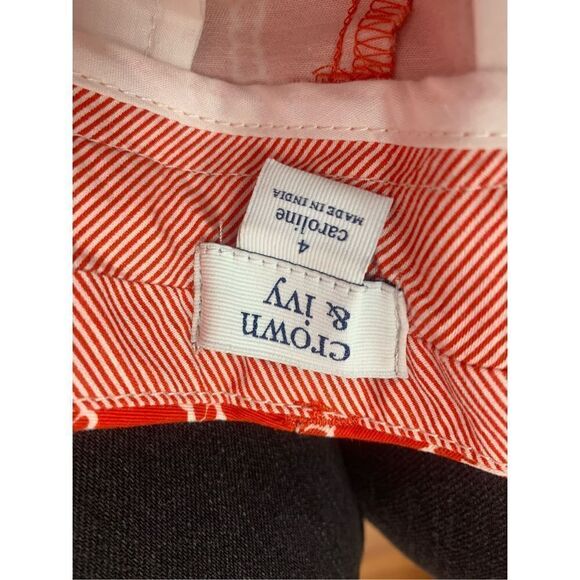 crown
& ivy
4
caroline
MADE IN INDIA